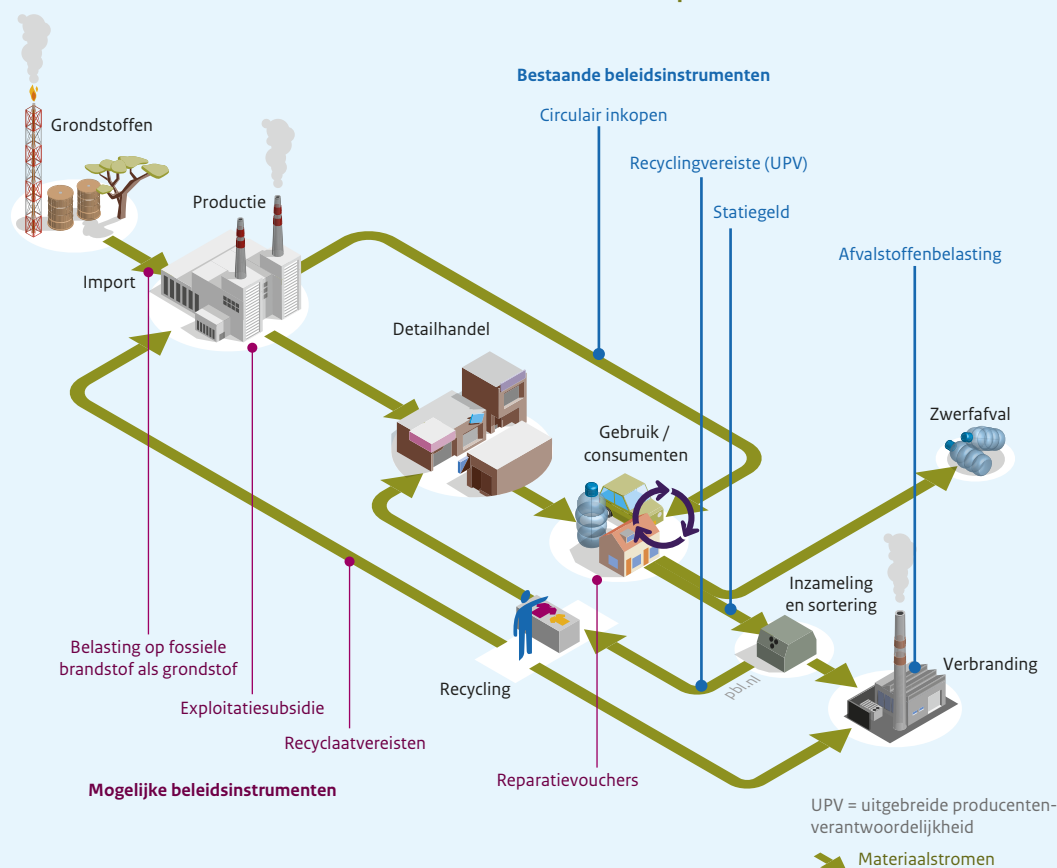 Bestaande beleidsinstrumenten
Circulair inkopen
Recyclingvereiste (UPV)
Statiegeld
Afvalstoffenbelasting
Grondstoffen
Productie
Import
Detailhandel
Gebruik /
consumenten
Zwerfafval
Inzameling
en sortering
Verbranding
Recycling
pbl.nl
Belasting op fossiele
brandstof als grondstof
Exploitatiesubsidie
Recyclaatvereisten
Reparatievouchers
Mogelijke beleidsinstrumenten
UPV = uitgebreide producenten-
verantwoordelijkheid
Materiaalstromen